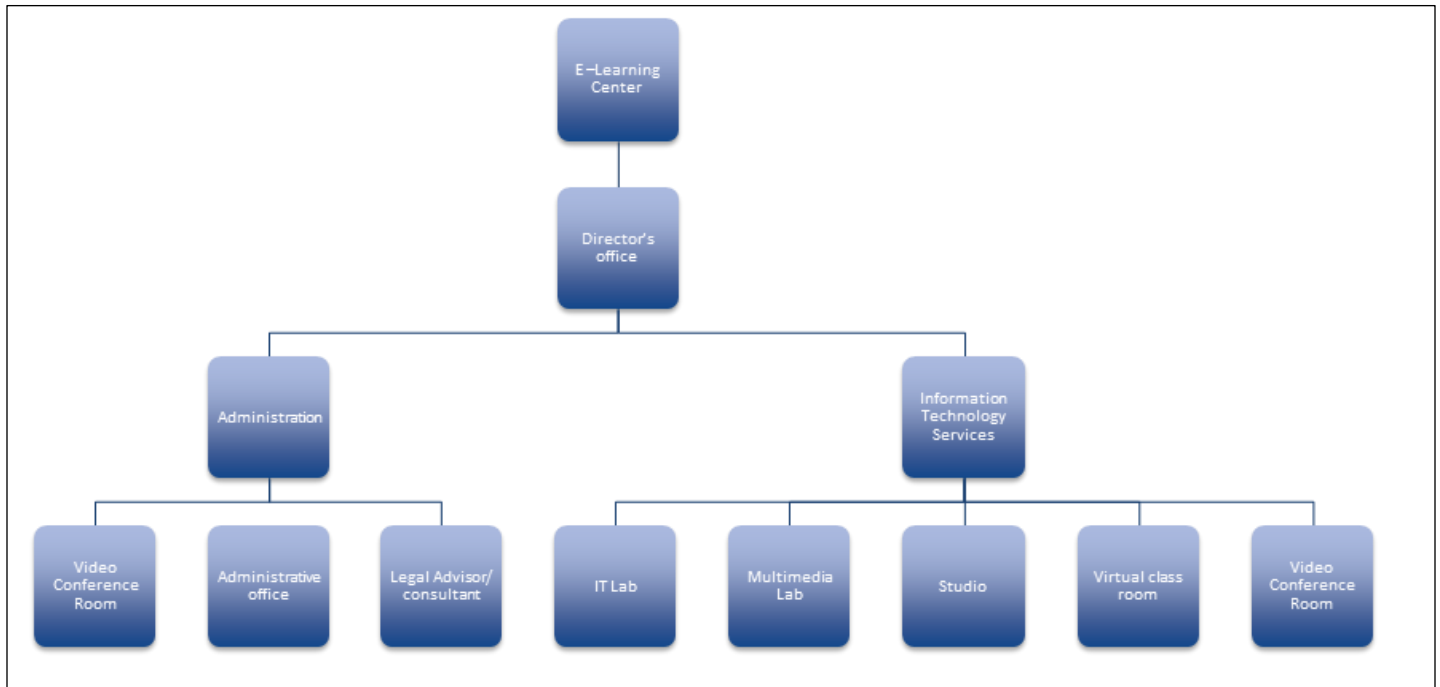 E–Learning
Center
Director's
office
Administration
Information
Technology
Services
Video
Conference
Room
Administrative
office
Legal Advisor/
consultant
IT Lab
Multimedia
Lab
Studio
Virtual class
room
Video
Conference
Room